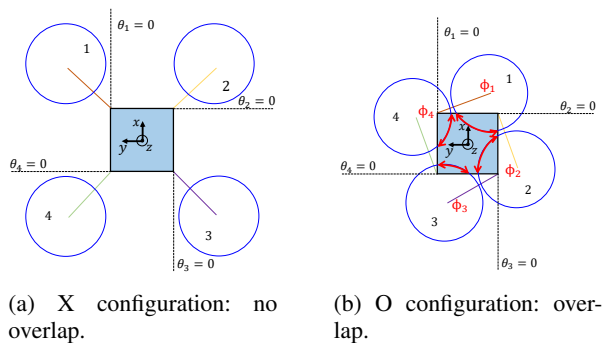 θ₁ = 0
1
2
θ₂ = 0
x
y
z
θ₄ = 0
4
3
θ₃ = 0
(a) X configuration: no
overlap.
θ₁ = 0
1
ϕ₁
θ₂ = 0
4
ϕ₄
x
y
z
θ₄ = 0
ϕ₂
2
3
ϕ₃
θ₃ = 0
(b) O configuration: over-
lap.